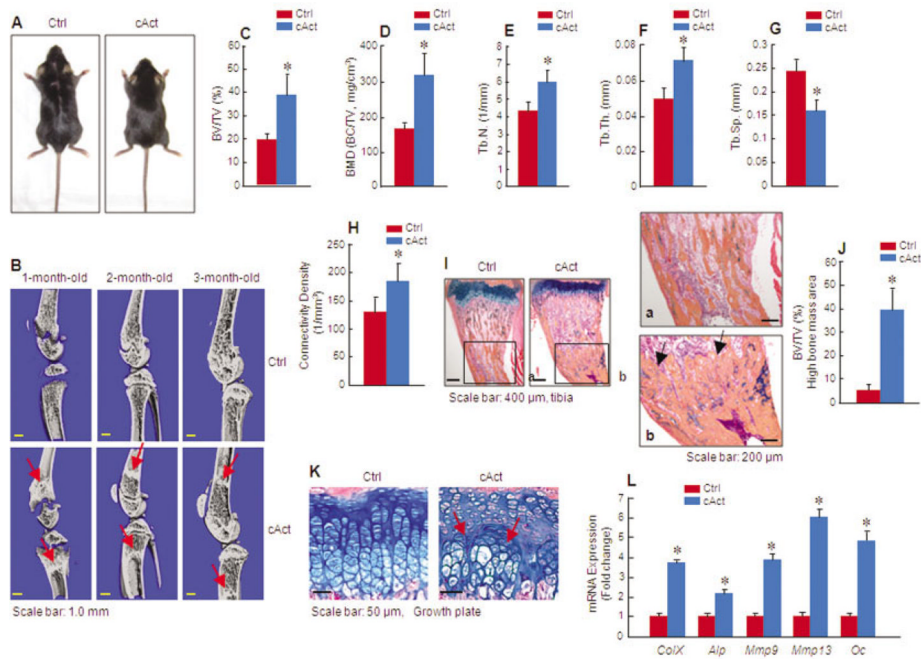 A
Ctrl
cAct
C
Ctrl
cAct
BV/TV (%)
60
50
40
30
20
10
0
*
D
BMD (BC/TV, mg/cm³)
400
300
200
100
0
*
E
Ctrl
cAct
Tb.N. (1/mm)
8
7
6
5
4
3
2
1
0
*
F
Tb.Th. (mm)
0.08
0.06
0.04
0.02
0.00
*
G
Ctrl
cAct
Tb.Sp. (mm)
0.3
0.25
0.2
0.15
0.1
0.05
0
*
B
1-month-old 2-month-old 3-month-old
Ctrl
cAct
Scale bar: 1.0 mm
H
Ctrl
cAct
Connectivity Density
(1/mm³)
250
200
150
100
50
0
*
I
Ctrl
cAct
a
b
Scale bar: 400 µm, tibia
a
b
Scale bar: 200 µm
J
Ctrl
cAct
BV/TV (%)
High bone mass area
60
50
40
30
20
10
0
*
K
Ctrl
cAct
Scale bar: 50 µm, Growth plate
L
Ctrl
cAct
mRNA Expression
(Fold change)
8
6
5
4
2
0
* * * * *
ColX Alp Mmp9 Mmp13 Oc